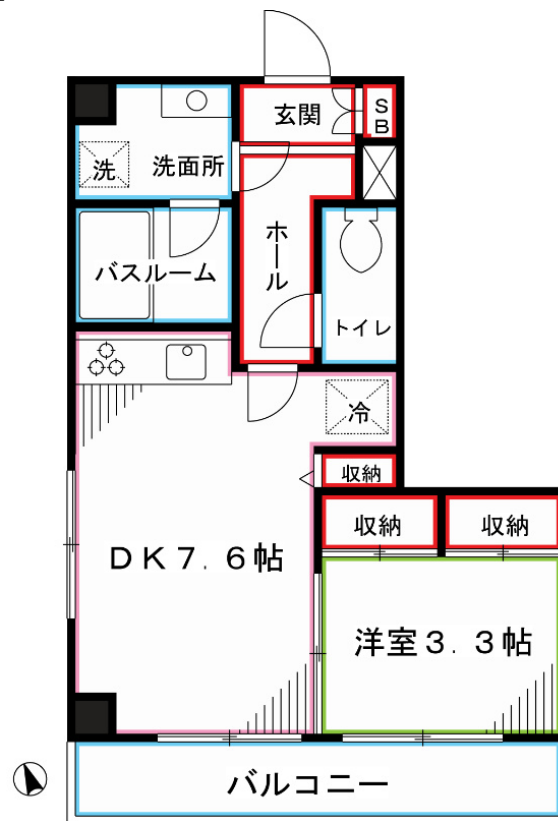 玄関
SB
洗
洗面所
ホール
バスルーム
トイレ
冷
収納
収納
収納
DK7.6帖
洋室3.3帖
バルコニー